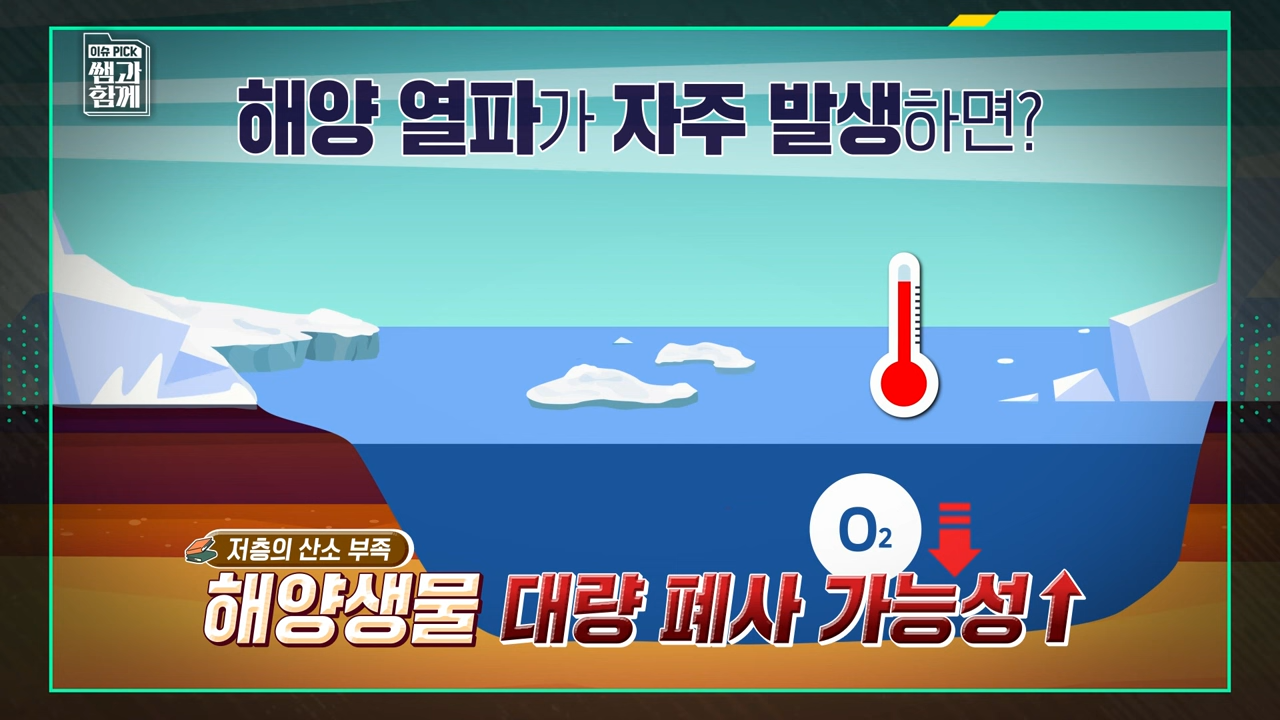 이슈 PICK
쌤과
함께
해양 열파가 자주 발생하면?
O₂
저층의 산소 부족
해양생물 대량 폐사 가능성↑